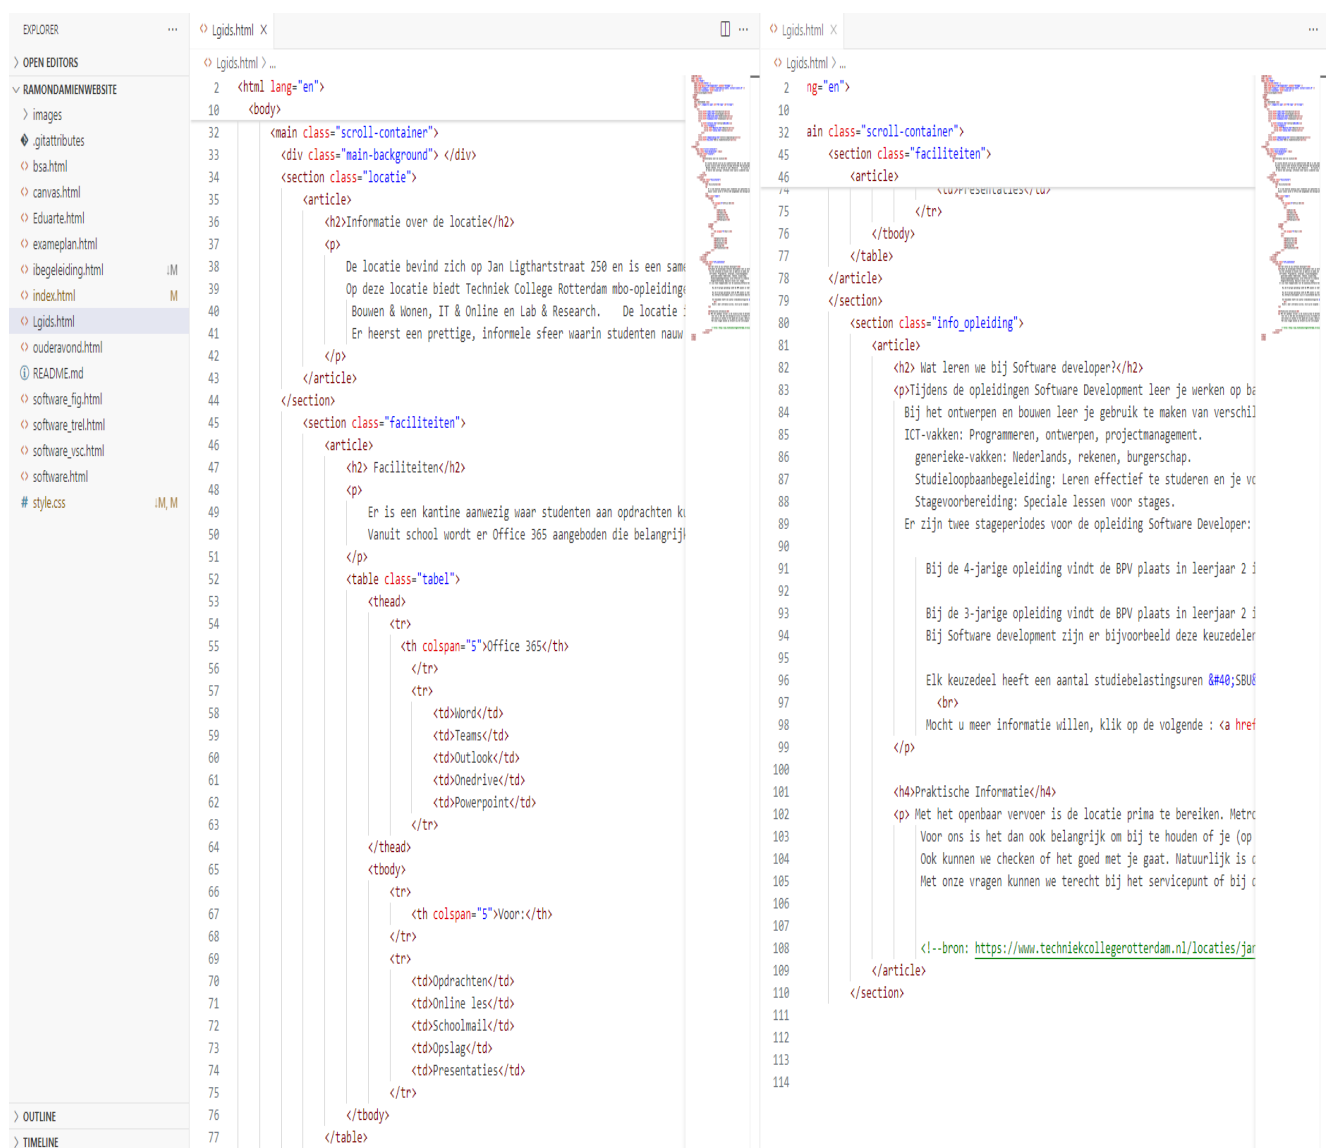 EXPLORER ...
> OPEN EDITORS
RAMONDAMIENWEBSITE
> images
.gitattributes
<> bsa.html
<> canvas.html
<> Eduarte.html
<> exameplan.html
<> ibegeleiding.html ↓M
<> index.html M
<> Lgids.html
<> ouderavond.html
README.md
<> software_fig.html
<> software_trel.html
<> software_vsc.html
<> software.html
# style.css ↓M, M
> OUTLINE
> TIMELINE
<> Lgids.html ×
...
<> Lgids.html > ...
2 <html lang="en">
10 <body>
32 <main class="scroll-container">
33 <div class="main-background"> </div>
34 <section class="locatie">
35 <article>
36 <h2>Informatie over de locatie</h2>
37 <p>
38 De locatie bevind zich op Jan Ligthartstraat 250 en is een same
39 Op deze locatie biedt Techniek College Rotterdam mbo-opleidinge
40 Bouwen & Wonen, IT & Online en Lab & Research. De locatie i
41 Er heerst een prettige, informele sfeer waarin studenten nauw
42 </p>
43 </article>
44 </section>
45 <section class="faciliteiten">
46 <article>
47 <h2> Faciliteiten</h2>
48 <p>
49 Er is een kantine aanwezig waar studenten aan opdrachten ku
50 Vanuit school wordt er Office 365 aangeboden die belangrijk
51 </p>
52 <table class="tabel">
53 <thead>
54 <tr>
55 <th colspan="5">Office 365</th>
56 </tr>
57 <tr>
58 <td>Word</td>
59 <td>Teams</td>
60 <td>Outlook</td>
61 <td>Onedrive</td>
62 <td>Powerpoint</td>
63 </tr>
64 </thead>
65 <tbody>
66 <tr>
67 <th colspan="5">Voor:</th>
68 </tr>
69 <tr>
70 <td>Opdrachten</td>
71 <td>Online les</td>
72 <td>Schoolmail</td>
73 <td>Opslag</td>
74 <td>Presentaties</td>
75 </tr>
76 </tbody>
77 </table>
<> Lgids.html ×
...
<> Lgids.html > ...
2 ng="en">
10
32 ain class="scroll-container">
45 <section class="faciliteiten">
46 <article>
74 <td>Presentaties</td>
75 </tr>
76 </tbody>
77 </table>
78 </article>
79 </section>
80 <section class="info_opleiding">
81 <article>
82 <h2> Wat leren we bij Software developer?</h2>
83 <p>Tijdens de opleidingen Software Development leer je werken op ba
84 Bij het ontwerpen en bouwen leer je gebruik te maken van verschil
85 ICT-vakken: Programmeren, ontwerpen, projectmanagement.
86 generieke-vakken: Nederlands, rekenen, burgerschap.
87 Studieloopbaanbegeleiding: Leren effectief te studeren en je vo
88 Stagevoorbereiding: Speciale lessen voor stages.
89 Er zijn twee stageperiodes voor de opleiding Software Developer:
90
91 Bij de 4-jarige opleiding vindt de BPV plaats in leerjaar 2 i
92
93 Bij de 3-jarige opleiding vindt de BPV plaats in leerjaar 2 i
94 Bij Software development zijn er bijvoorbeeld deze keuzedelen
95
96 Elk keuzedeel heeft een aantal studiebelastingsuren &#40;SBU&
97 <br>
98 Mocht u meer informatie willen, klik op de volgende : <a href
99 </p>
100
101 <h4>Praktische Informatie</h4>
102 <p> Met het openbaar vervoer is de locatie prima te bereiken. Metro
103 Voor ons is het dan ook belangrijk om bij te houden of je (op
104 Ook kunnen we checken of het goed met je gaat. Natuurlijk is
105 Met onze vragen kunnen we terecht bij het servicepunt of bij
106
107
108 <!--bron: https://www.techniekcollegerotterdam.nl/locaties/jan
109 </article>
110 </section>
111
112
113
114